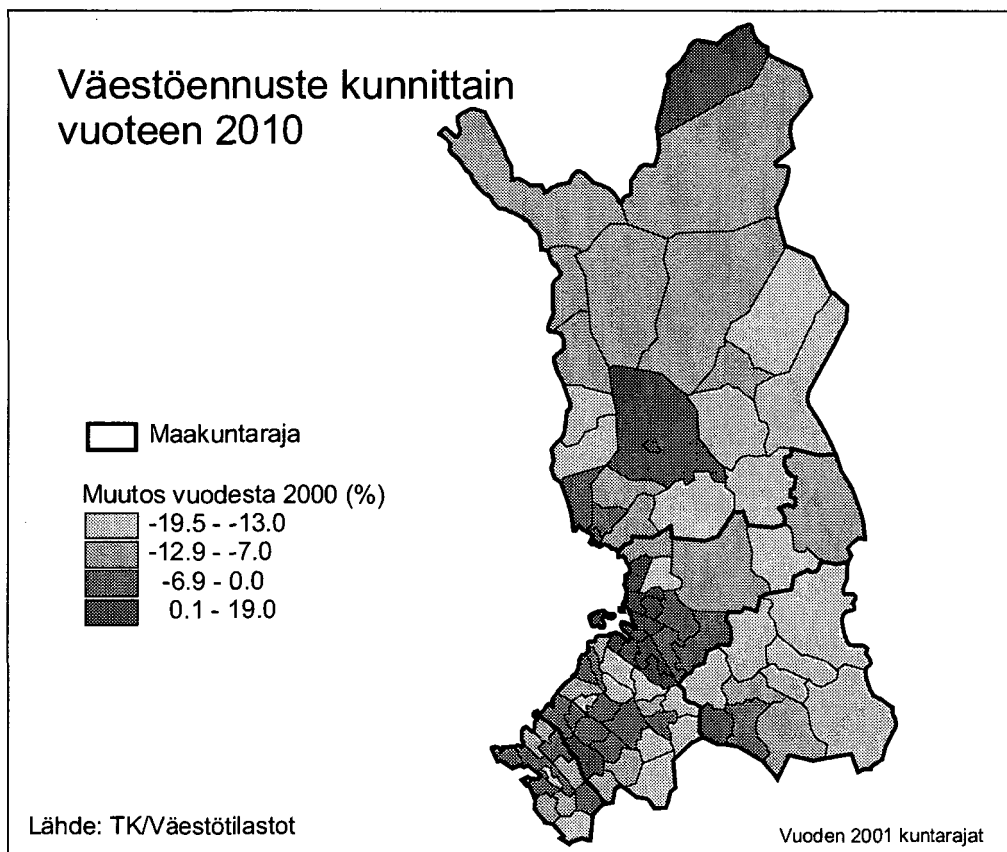 Väestöennuste kunnittain
vuoteen 2010
Maakuntaraja
Muutos vuodesta 2000 (%)
-19.5 - -13.0
-12.9 - -7.0
-6.9 - 0.0
0.1 - 19.0
Lähde: TK/Väestötilastot
Vuoden 2001 kuntarajat